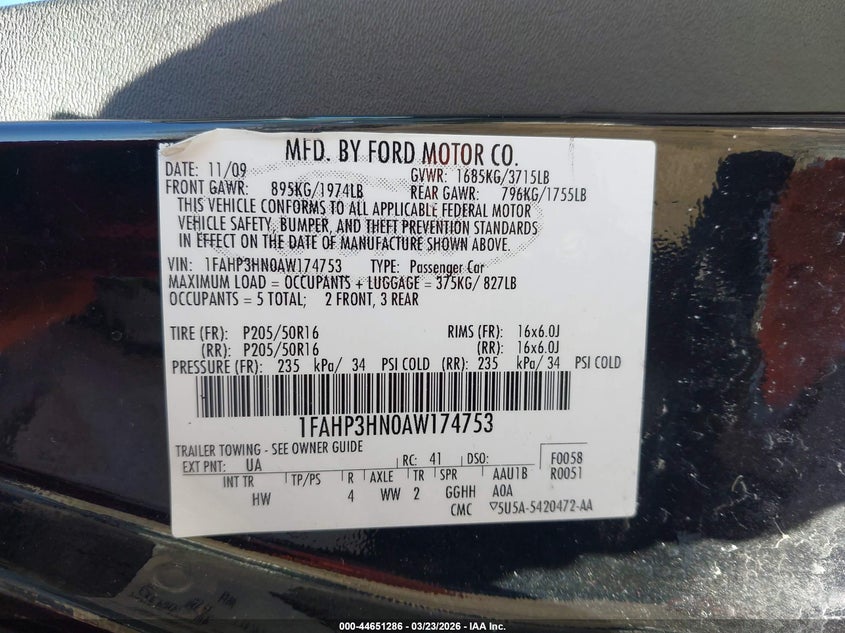 MFD. BY FORD MOTOR CO.
DATE: 11/09 GVWR: 1685KG/3715LB
FRONT GAWR: 895KG/1974LB REAR GAWR: 796KG/1755LB
THIS VEHICLE CONFORMS TO ALL APPLICABLE FEDERAL MOTOR
VEHICLE SAFETY, BUMPER, AND THEFT PREVENTION STANDARDS
IN EFFECT ON THE DATE OF MANUFACTURE SHOWN ABOVE.
VIN: 1FAHP3HN0AW174753 TYPE: Passenger Car
MAXIMUM LOAD = OCCUPANTS + LUGGAGE = 375KG/ 827LB
OCCUPANTS = 5 TOTAL; 2 FRONT, 3 REAR
TIRE (FR): P205/50R16 RIMS (FR): 16x6.0J
(RR): P205/50R16 (RR): 16x6.0J
PRESSURE (FR): 235 kPa/ 34 PSI COLD (RR): 235 kPa/ 34 PSI COLD
1FAHP3HN0AW174753
TRAILER TOWING - SEE OWNER GUIDE
EXT PNT: UA RC: 41 DSO: F0058
INT TR TP/PS R AXLE TR SPR AAU1B R0051
HW 4 WW 2 GGHH A0A
CMC ▽5U5A-5420472-AA
000-44651286 - 03/23/2026 - IAA Inc.